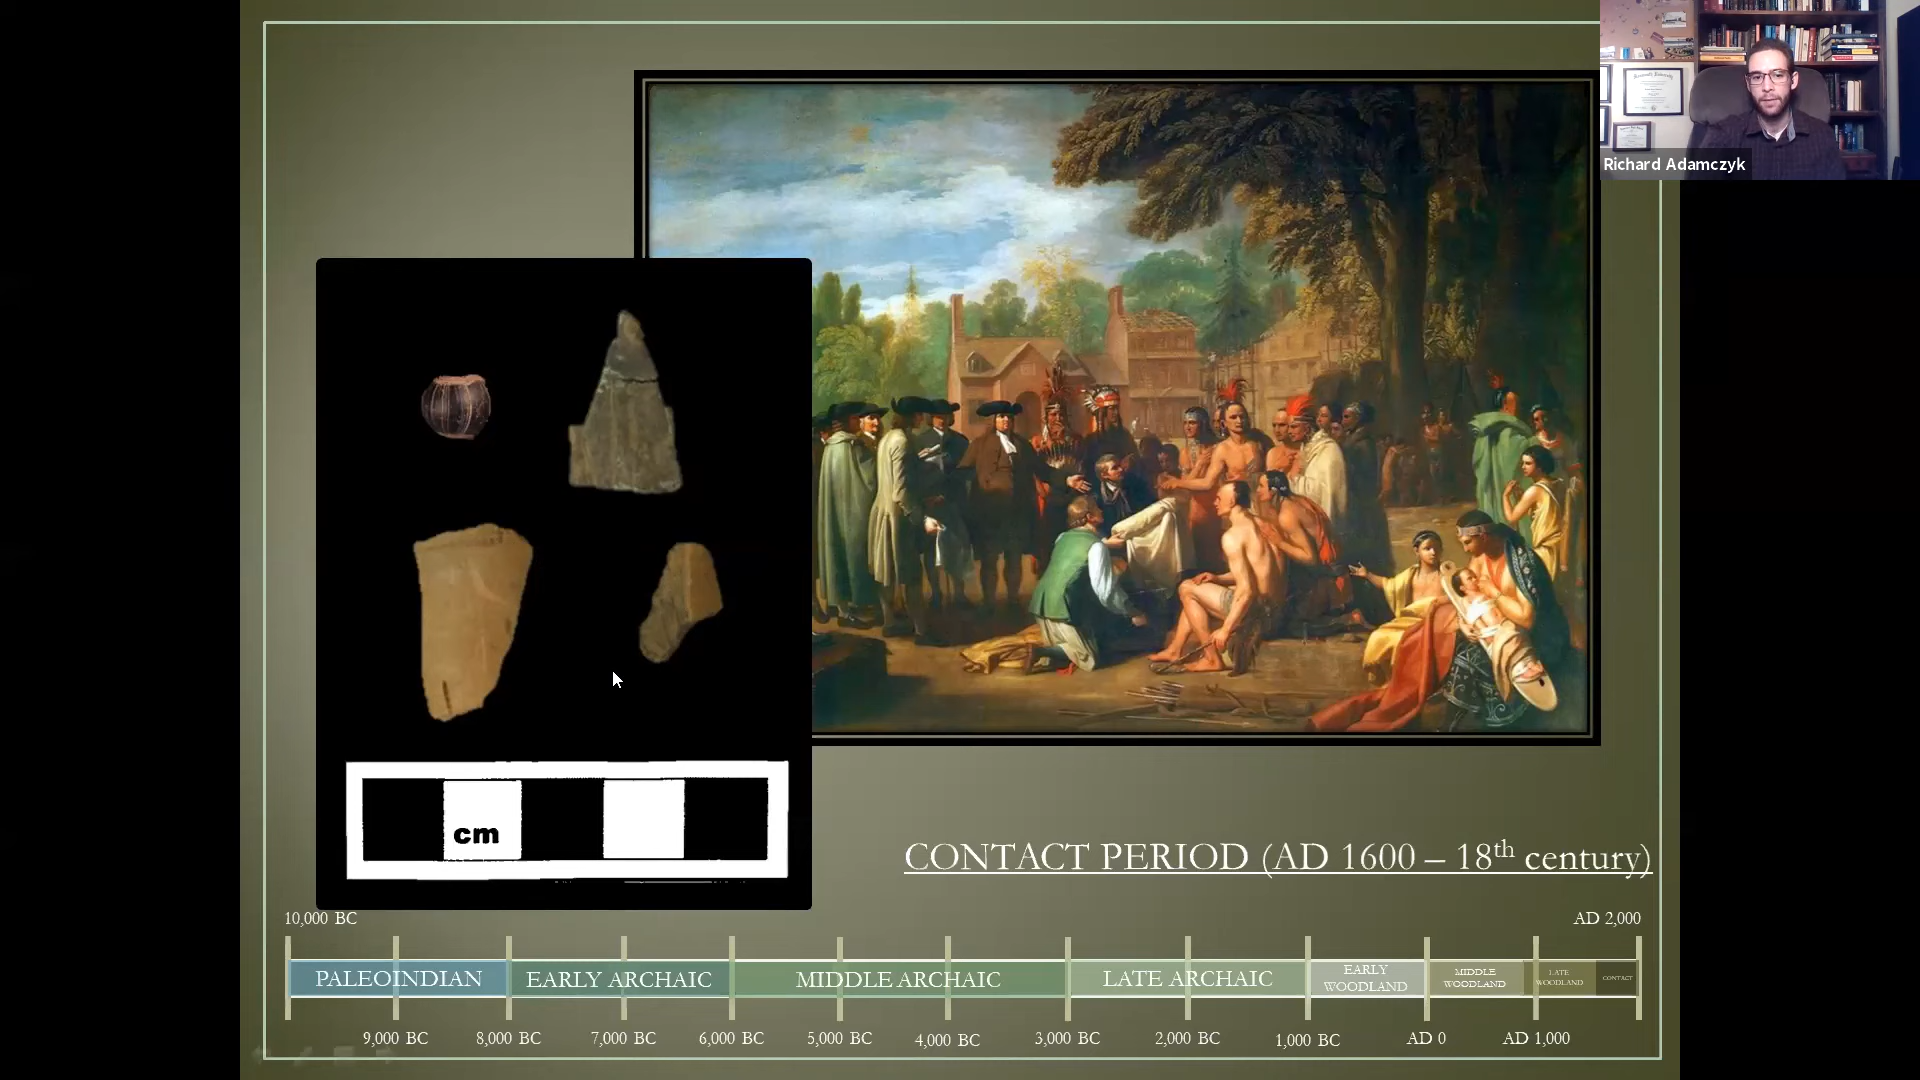 Richard Adamczyk
cm
CONTACT PERIOD (AD 1600 – 18th century)
10,000 BC
AD 2,000
PALEOINDIAN
EARLY ARCHAIC
MIDDLE ARCHAIC
LATE ARCHAIC
EARLY
WOODLAND
MIDDLE
WOODLAND
LATE
WOODLAND
CONTACT
9,000 BC
8,000 BC
7,000 BC
6,000 BC
5,000 BC
4,000 BC
3,000 BC
2,000 BC
1,000 BC
AD 0
AD 1,000